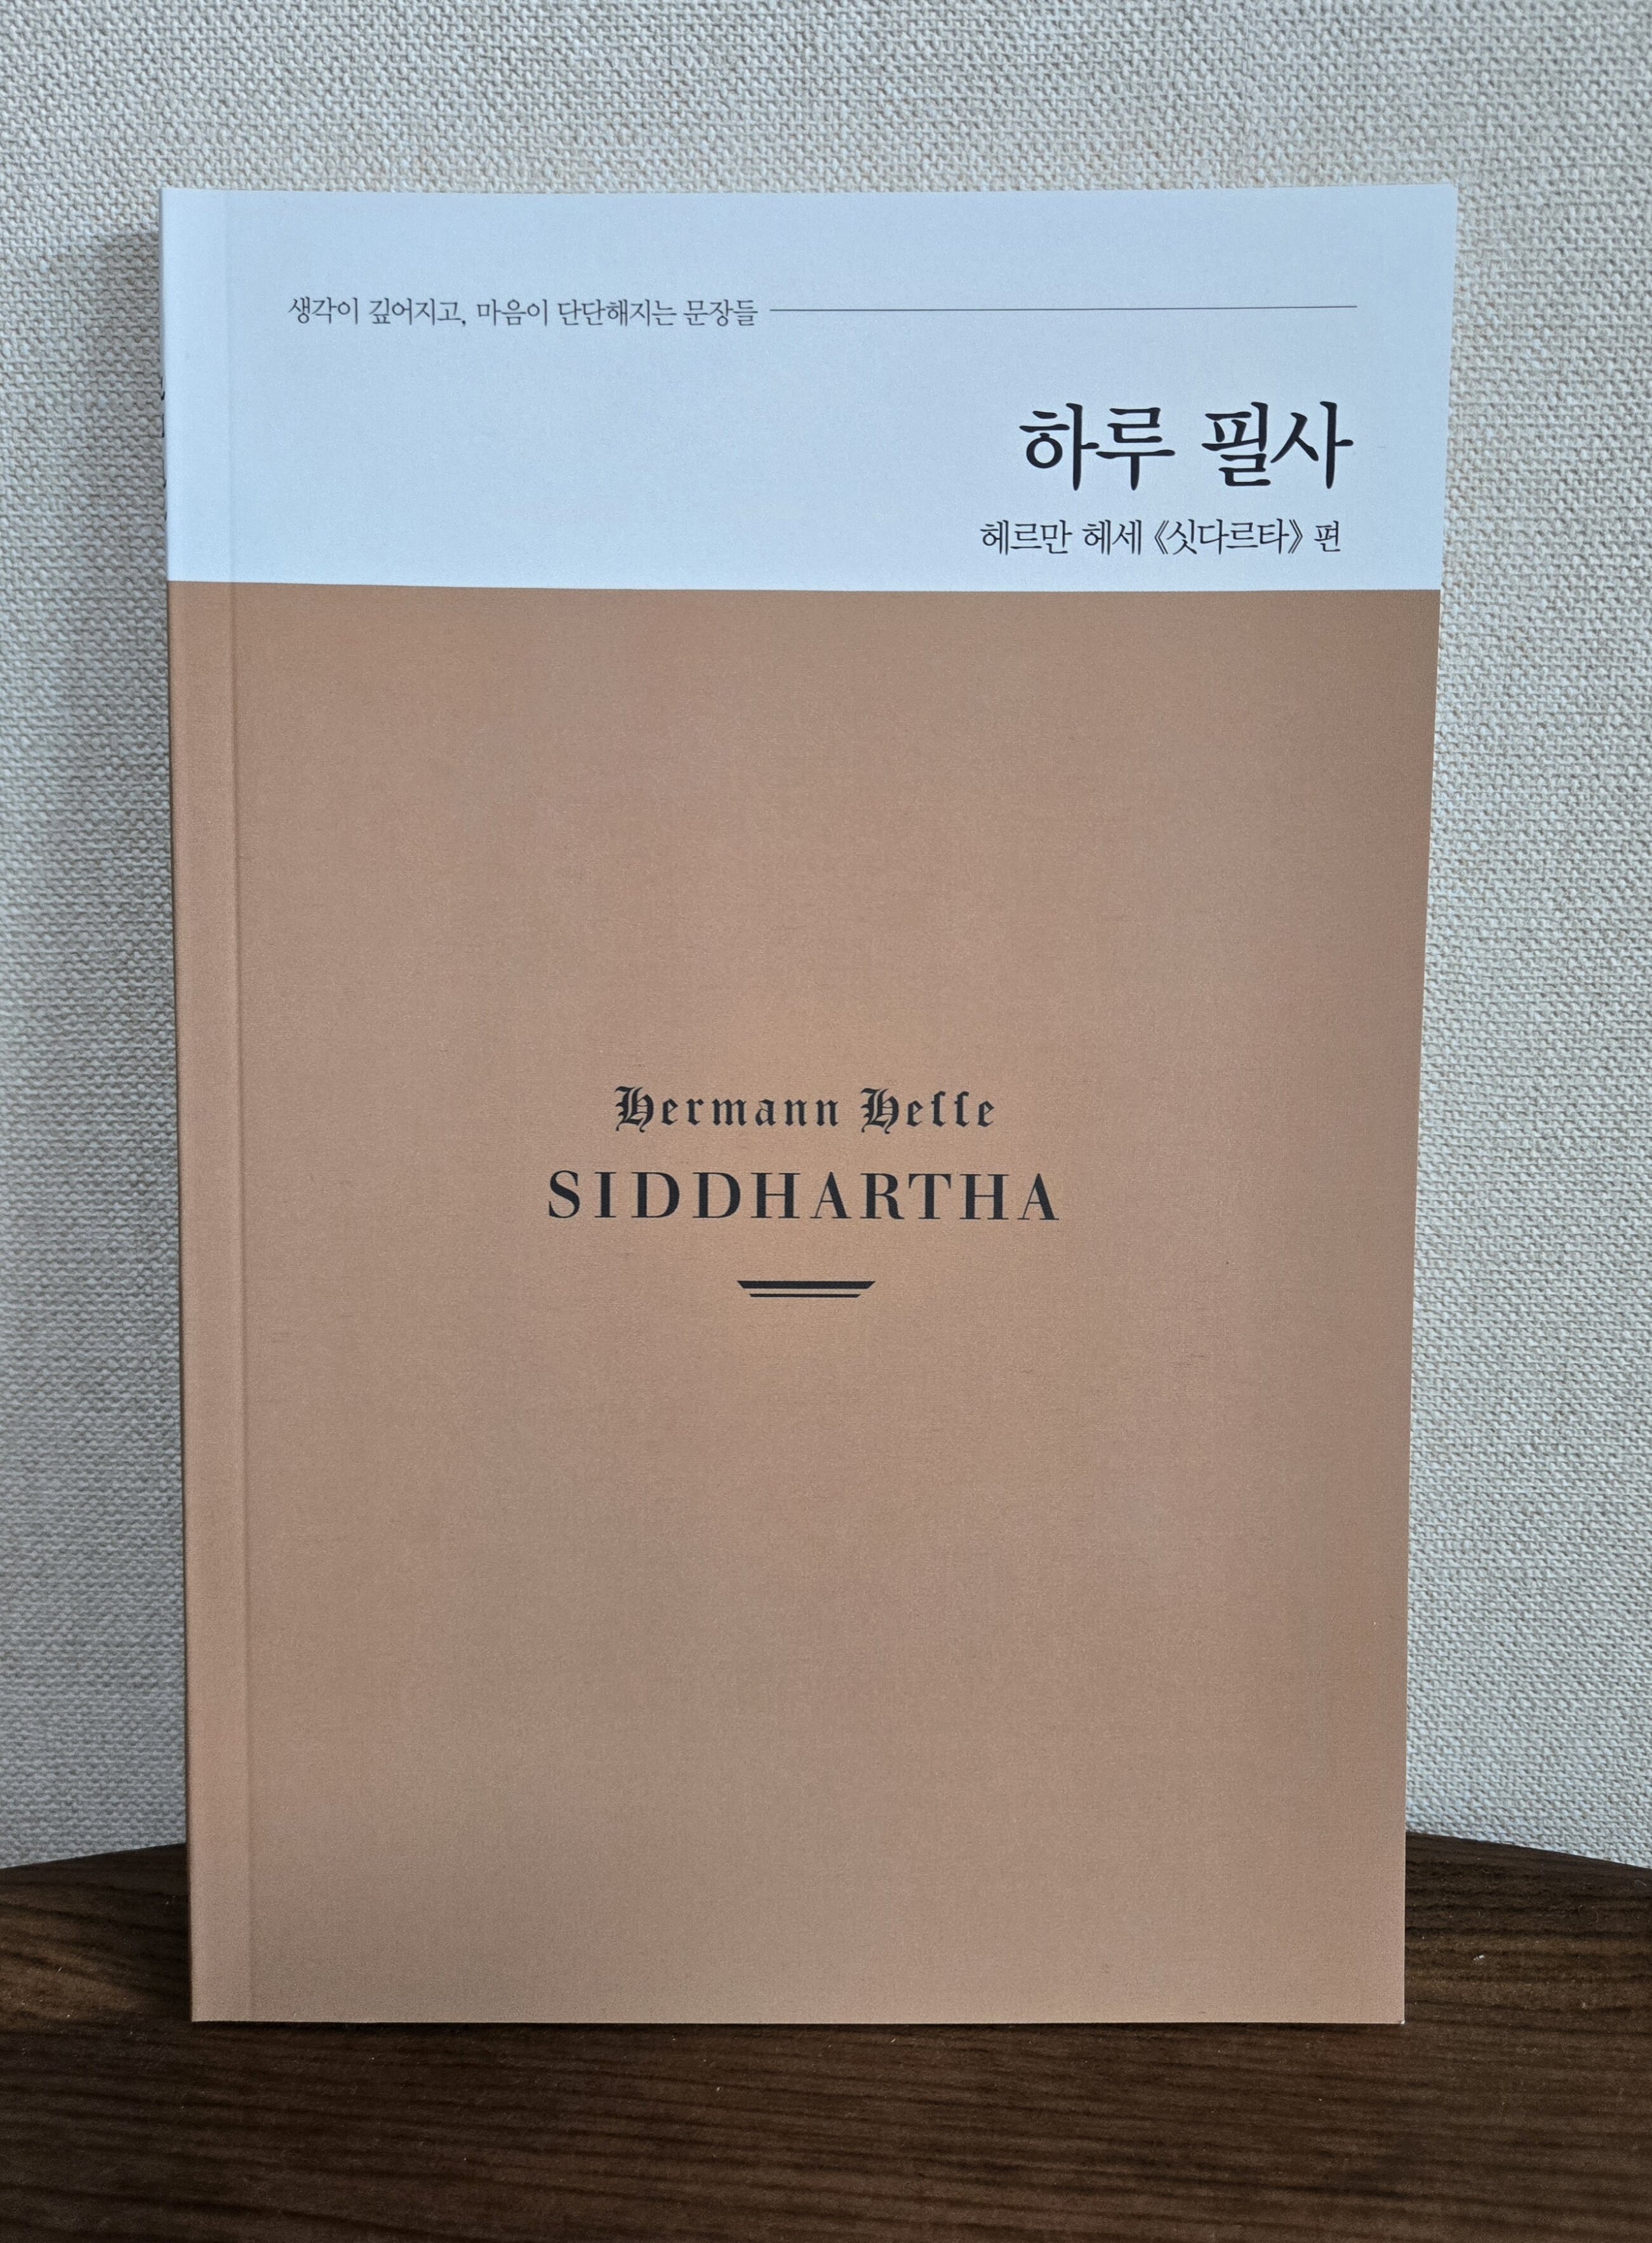 생각이 깊어지고, 마음이 단단해지는 문장들
하루 필사
헤르만 헤세 《싯다르타》 편
Hermann Hesse
SIDDHARTHA